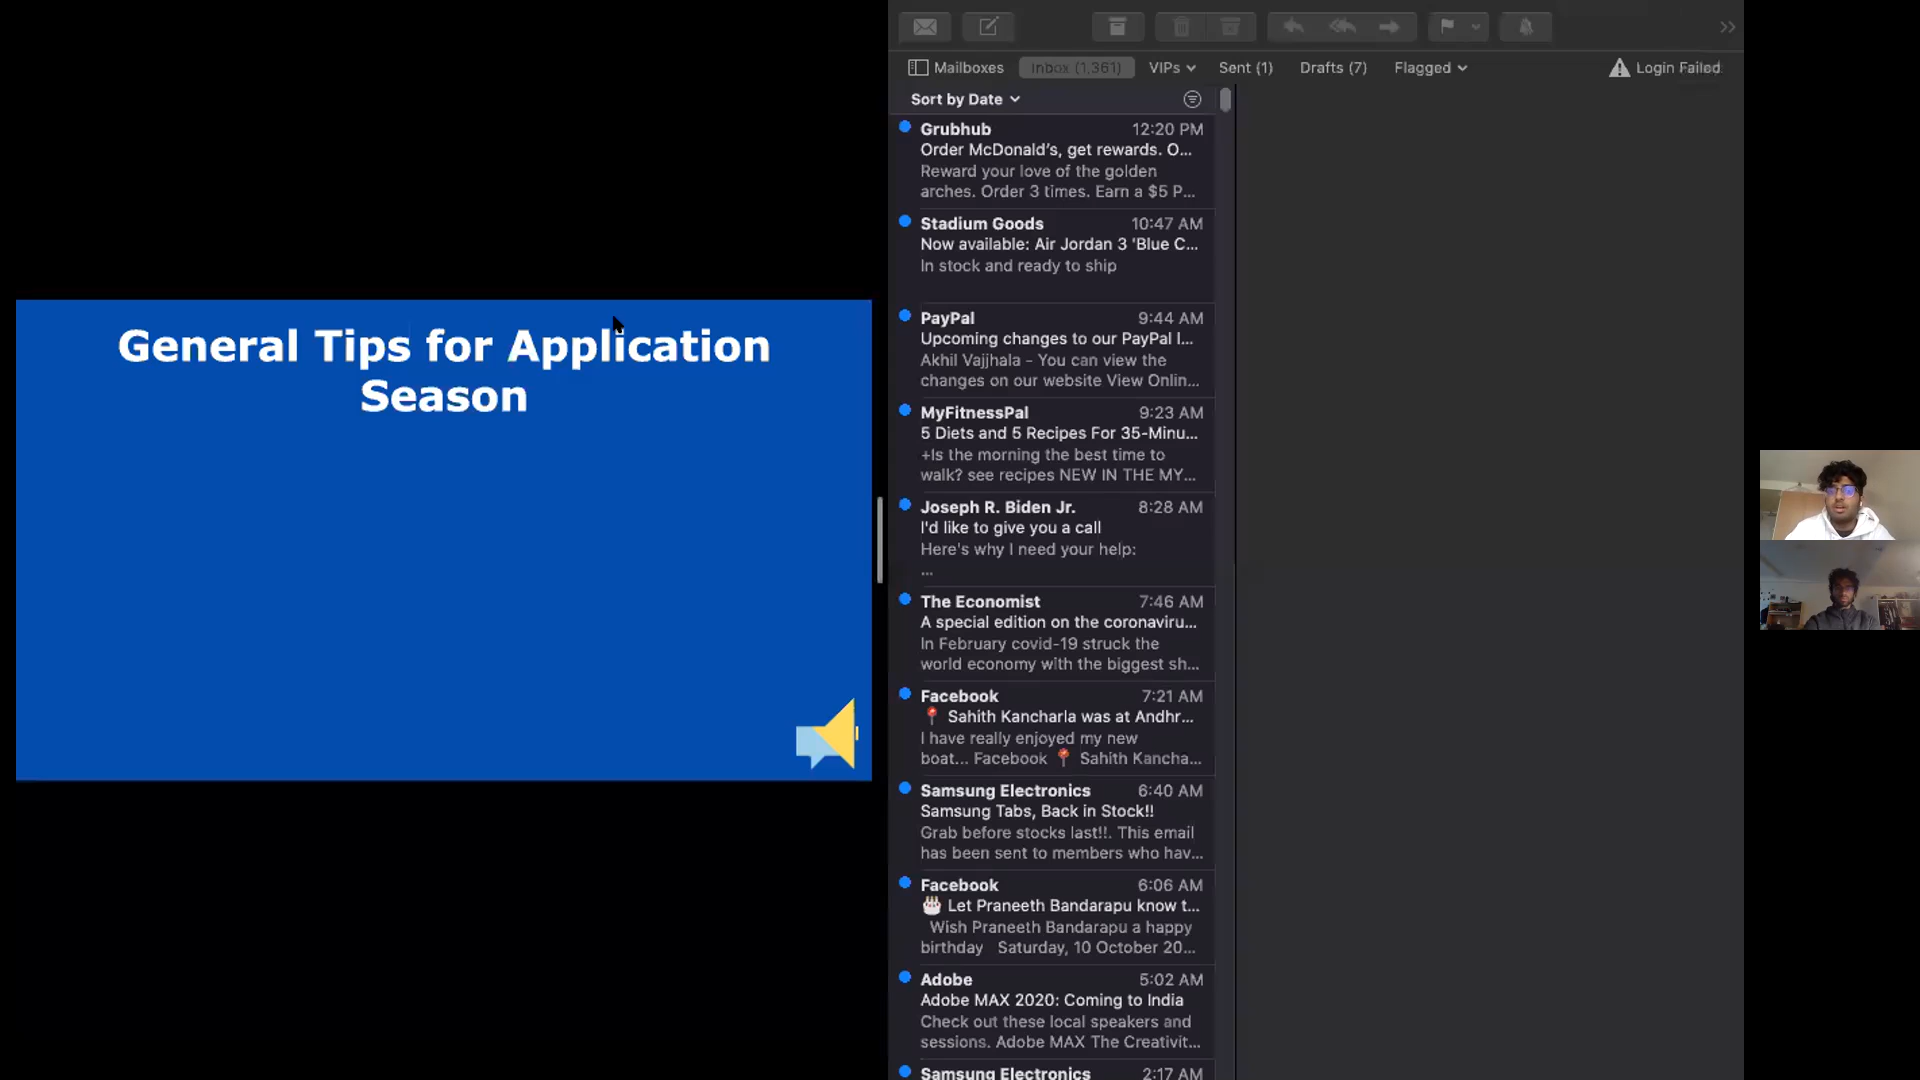 General Tips for Application
Season
Mailboxes
Inbox (1,361)
VIPs
Sent (1)
Drafts (7)
Flagged
Login Failed
Sort by Date
Grubhub 12:20 PM
Order McDonald's, get rewards. O...
Reward your love of the golden
arches. Order 3 times. Earn a $5 P...
Stadium Goods 10:47 AM
Now available: Air Jordan 3 'Blue C...
In stock and ready to ship
PayPal 9:44 AM
Upcoming changes to our PayPal l...
Akhil Vajjhala - You can view the
changes on our website View Onlin...
MyFitnessPal 9:23 AM
5 Diets and 5 Recipes For 35-Minu...
+Is the morning the best time to
walk? see recipes NEW IN THE MY...
Joseph R. Biden Jr. 8:28 AM
I'd like to give you a call
Here's why I need your help:
...
The Economist 7:46 AM
A special edition on the coronaviru...
In February covid-19 struck the
world economy with the biggest sh...
Facebook 7:21 AM
📍 Sahith Kancharla was at Andhr...
I have really enjoyed my new
boat... Facebook 📍 Sahith Kancha...
Samsung Electronics 6:40 AM
Samsung Tabs, Back in Stock!!
Grab before stocks last!!. This email
has been sent to members who hav...
Facebook 6:06 AM
🎂 Let Praneeth Bandarapu know t...
Wish Praneeth Bandarapu a happy
birthday Saturday, 10 October 20...
Adobe 5:02 AM
Adobe MAX 2020: Coming to India
Check out these local speakers and
sessions. Adobe MAX The Creativit...
Samsung Electronics 2:17 AM